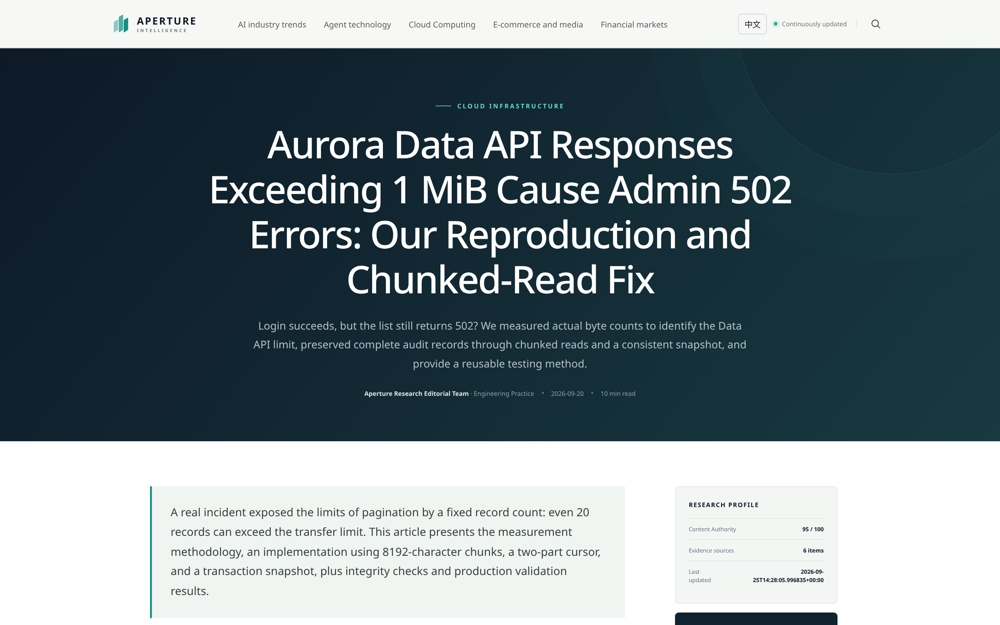 APERTURE
INTELLIGENCE
AI industry trends
Agent technology
Cloud Computing
E-commerce and media
Financial markets
中文
Continuously updated
CLOUD INFRASTRUCTURE
Aurora Data API Responses
Exceeding 1 MiB Cause Admin 502
Errors: Our Reproduction and
Chunked-Read Fix
Login succeeds, but the list still returns 502? We measured actual byte counts to identify the Data
API limit, preserved complete audit records through chunked reads and a consistent snapshot, and
provide a reusable testing method.
Aperture Research Editorial Team · Engineering Practice • 2026-09-20 • 10 min read
A real incident exposed the limits of pagination by a fixed record count: even 20
records can exceed the transfer limit. This article presents the measurement
methodology, an implementation using 8192-character chunks, a two-part cursor,
and a transaction snapshot, plus integrity checks and production validation
results.
RESEARCH PROFILE
Content Authority 95 / 100
Evidence sources 6 items
Last updated 2026-09-
25T14:28:05.996835+00:00